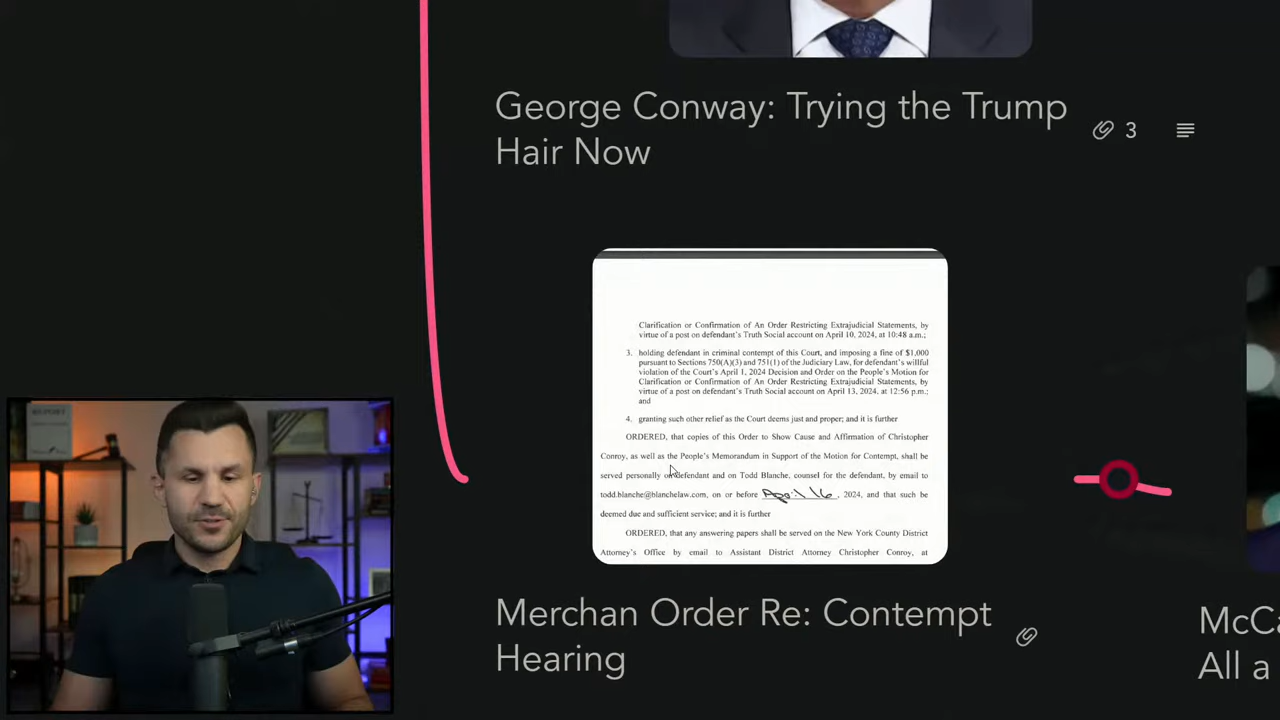 George Conway: Trying the Trump
Hair Now
3
Clarification or Confirmation of An Order Restricting Extrajudicial Statements, by
virtue of a post on defendant's Truth Social account on April 10, 2024, at 10:48 a.m.;
3. holding defendant in criminal contempt of this Court, and imposing a fine of $1,000
pursuant to Sections 750(A)(3) and 751(1) of the Judiciary Law, for defendant's willful
violation of the Court's April 1, 2024 Decision and Order on the People's Motion for
Clarification or Confirmation of An Order Restricting Extrajudicial Statements, by
virtue of a post on defendant's Truth Social account on April 13, 2024, at 12:56 p.m.;
and
4. granting such other relief as the Court deems just and proper; and it is further
ORDERED, that copies of this Order to Show Cause and Affirmation of Christopher
Conroy, as well as the People's Memorandum in Support of the Motion for Contempt, shall be
served personally on defendant and on Todd Blanche, counsel for the defendant, by email to
todd.blanche@blanchelaw.com, on or before April 16, 2024, and that such be
deemed due and sufficient service; and it is further
ORDERED, that any answering papers shall be served on the New York County District
Attorney's Office by email to Assistant District Attorney Christopher Conroy, at
Merchan Order Re: Contempt
Hearing
McCa
All a
REPORT